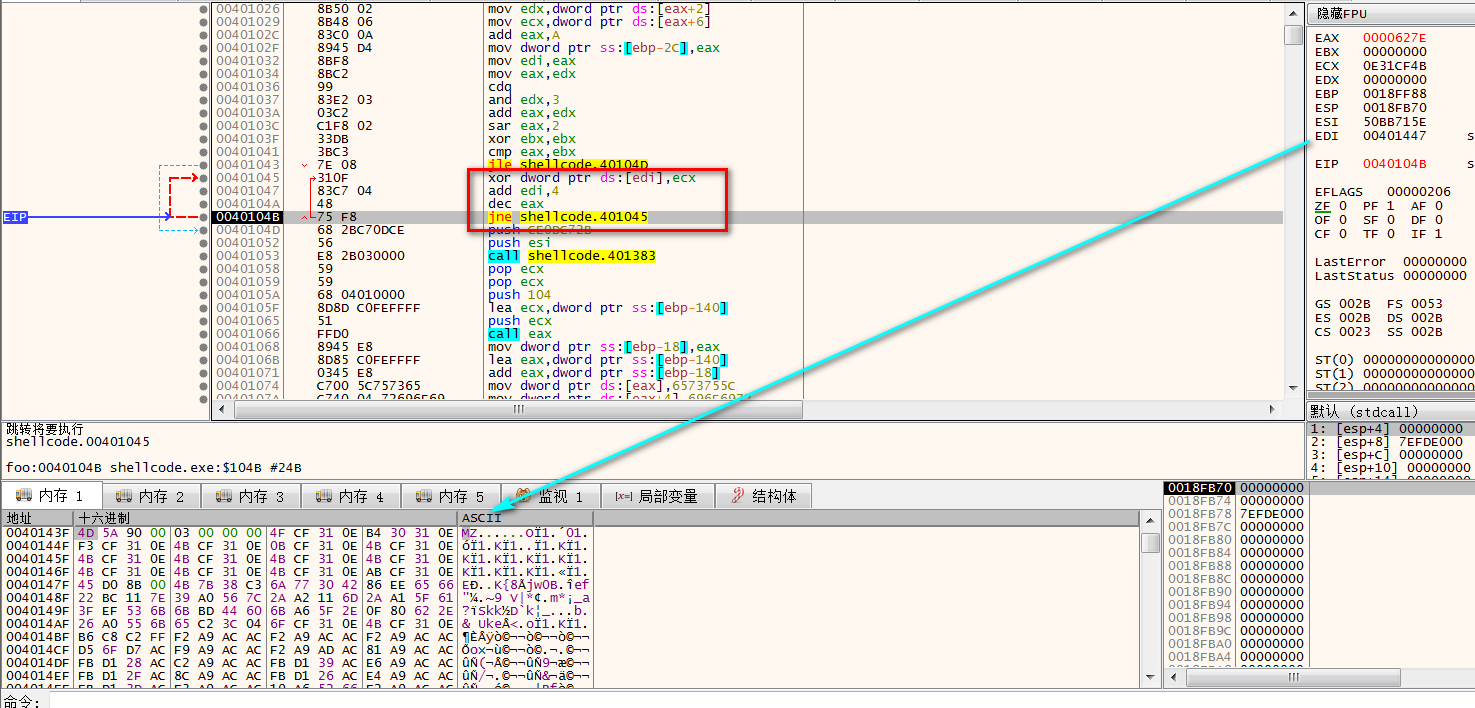 隐藏FPU
00401026 8B50 02 mov edx,dword ptr ds:[eax+2]
00401029 8B48 06 mov ecx,dword ptr ds:[eax+6]
0040102C 83C0 0A add eax,A
0040102F 8945 D4 mov dword ptr ss:[ebp-2C],eax
00401032 8BF8 mov edi,eax
00401034 8BC2 mov eax,edx
00401036 99 cdq
00401037 83E2 03 and edx,3
0040103A 03C2 add eax,edx
0040103C C1F8 02 sar eax,2
0040103F 33DB xor ebx,ebx
00401041 3BC3 cmp eax,ebx
00401043 7E 08 jle shellcode.40104D
00401045 310F xor dword ptr ds:[edi],ecx
00401047 83C7 04 add edi,4
0040104A 48 dec eax
EIP 0040104B 75 F8 jne shellcode.401045
0040104D 68 2BC70DCE push CE0DC72B
00401052 56 push esi
00401053 E8 2B030000 call shellcode.401383
00401058 59 pop ecx
00401059 59 pop ecx
0040105A 68 04010000 push 104
0040105F 8D8D C0FEFFFF lea ecx,dword ptr ss:[ebp-140]
00401065 51 push ecx
00401066 FFD0 call eax
00401068 8945 E8 mov dword ptr ss:[ebp-18],eax
0040106B 8D85 C0FEFFFF lea eax,dword ptr ss:[ebp-140]
00401071 0345 E8 add eax,dword ptr ss:[ebp-18]
00401074 C700 5C757365 mov dword ptr ds:[eax],6573755C
EAX 0000627E
EBX 00000000
ECX 0E31CF4B
EDX 00000000
EBP 0018FF88
ESP 0018FB70
ESI 50BB715E
EDI 00401447 s
EIP 0040104B s
EFLAGS 00000206
ZF 0 PF 1 AF 0
OF 0 SF 0 DF 0
CF 0 TF 0 IF 1
LastError 00000000
LastStatus 00000000
GS 002B FS 0053
ES 002B DS 002B
CS 0023 SS 002B
ST(0) 0000000000000
ST(1) 0000000000000
ST(2) 0000000000000
跳转将要执行
shellcode.00401045
foo:0040104B shellcode.exe:$104B #24B
默认 (stdcall)
1: [esp+4] 00000000
2: [esp+8] 7EFDE000
3: [esp+C] 00000000
4: [esp+10] 00000000
内存 1 内存 2 内存 3 内存 4 内存 5 监视 1 [x=] 局部变量 结构体
地址 十六进制 ASCII
0040143F 4D 5A 90 00 03 00 00 00 4F CF 31 0E B4 30 31 0E MZ......OÏ1.´01.
0040144F F3 CF 31 0E 4B CF 31 0E 0B CF 31 0E 4B CF 31 0E óÏ1.KÏ1..Ï1.KÏ1.
0040145F 4B CF 31 0E 4B CF 31 0E 4B CF 31 0E 4B CF 31 0E KÏ1.KÏ1.KÏ1.KÏ1.
0040146F 4B CF 31 0E 4B CF 31 0E 4B CF 31 0E AB CF 31 0E KÏ1.KÏ1.KÏ1.«Ï1.
0040147F 45 D0 8B 00 4B 7B 38 C3 6A 77 30 42 86 EE 65 66 EÐ..K{8Ãjw0B.îef
0040148F 22 BC 11 7E 39 A0 56 7C 2A A2 11 6D 2A A1 5F 61
0040149F 3F EF 53 6B 6B BD 44 60 6B A6 5F 2E 0F 80 62 2E
004014AF 26 A0 55 6B 65 C2 3C 04 6F CF 31 0E 4B CF 31 0E
004014BF B6 C8 C2 FF F2 A9 AC AC F2 A9 AC AC F2 A9 AC AC
004014CF D5 6F D7 AC F9 A9 AC AC F2 A9 AD AC 81 A9 AC AC
004014DF FB D1 28 AC C2 A9 AC AC FB D1 39 AC E6 A9 AC AC
004014EF FB D1 2F AC 8C A9 AC AC FB D1 26 AC E4 A9 AC AC
0018FB70 00000000
0018FB74 00000000
0018FB78 7EFDE000
0018FB7C 00000000
0018FB80 00000000
0018FB84 00000000
0018FB88 00000000
0018FB8C 00000000
0018FB90 00000000
0018FB94 00000000
0018FB98 00000000
0018FB9C 00000000
0018FBA0 00000000
0018FBA4 00000000
命令: